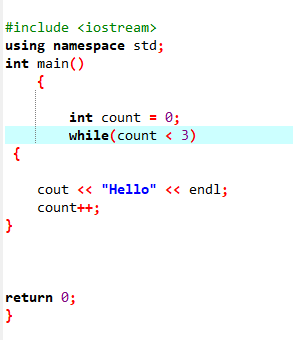 #include <iostream>
using namespace std;
int main()
{
int count = 0;
while(count < 3)
{
cout << "Hello" << endl;
count++;
}
return 0;
}